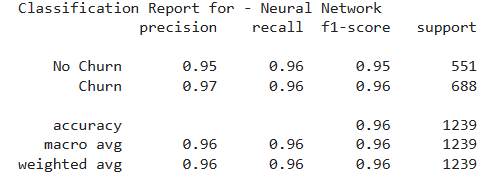 Classification Report for - Neural Network
precision recall f1-score support
No Churn 0.95 0.96 0.95 551
Churn 0.97 0.96 0.96 688
accuracy 0.96 1239
macro avg 0.96 0.96 0.96 1239
weighted avg 0.96 0.96 0.96 1239